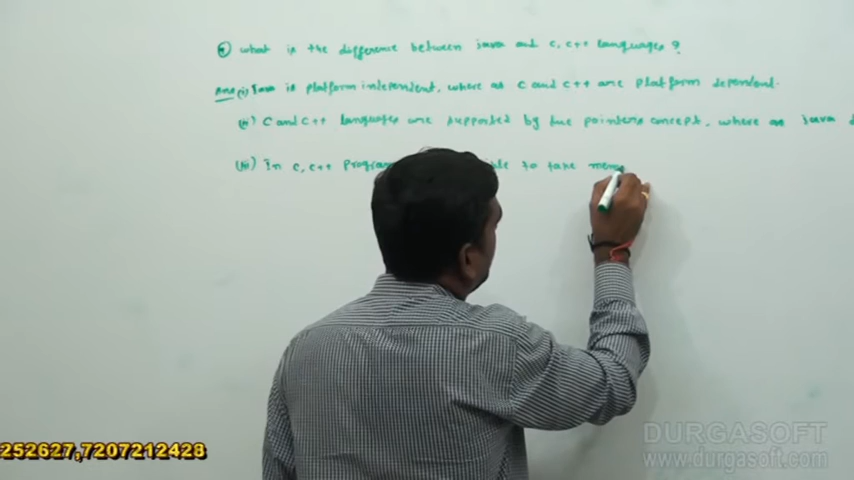 what is the difference between java and c, c++ languages ?
Ans (i) Java is platform independent, where as C and C++ are platform dependent.
(ii) C and C++ languages are supported by the pointers concept, where as java
(iii) In C, C++ to take
252627,7207212428
DURGASOFT
www.durgasoft.com